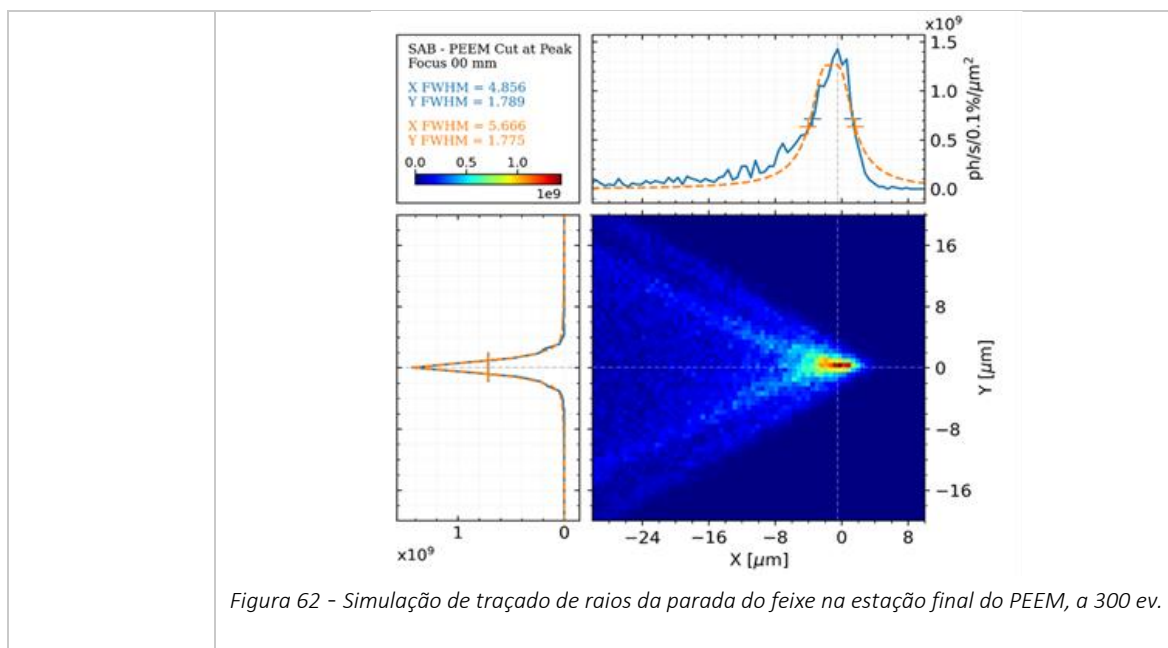 SAB - PEEM Cut at Peak
Focus 00 mm
X FWHM = 4.856
Y FWHM = 1.789
X FWHM = 5.666
Y FWHM = 1.775
0.0 0.5 1.0
1e9
×10⁹
1.5
1.0
0.5
0.0
ph/s/0.1%/μm²
16
8
0
−8
−16
Y [μm]
1 0
×10⁹
−24 −16 −8 0 8
X [μm]
Figura 62 - Simulação de traçado de raios da parada do feixe na estação final do PEEM, a 300 ev.